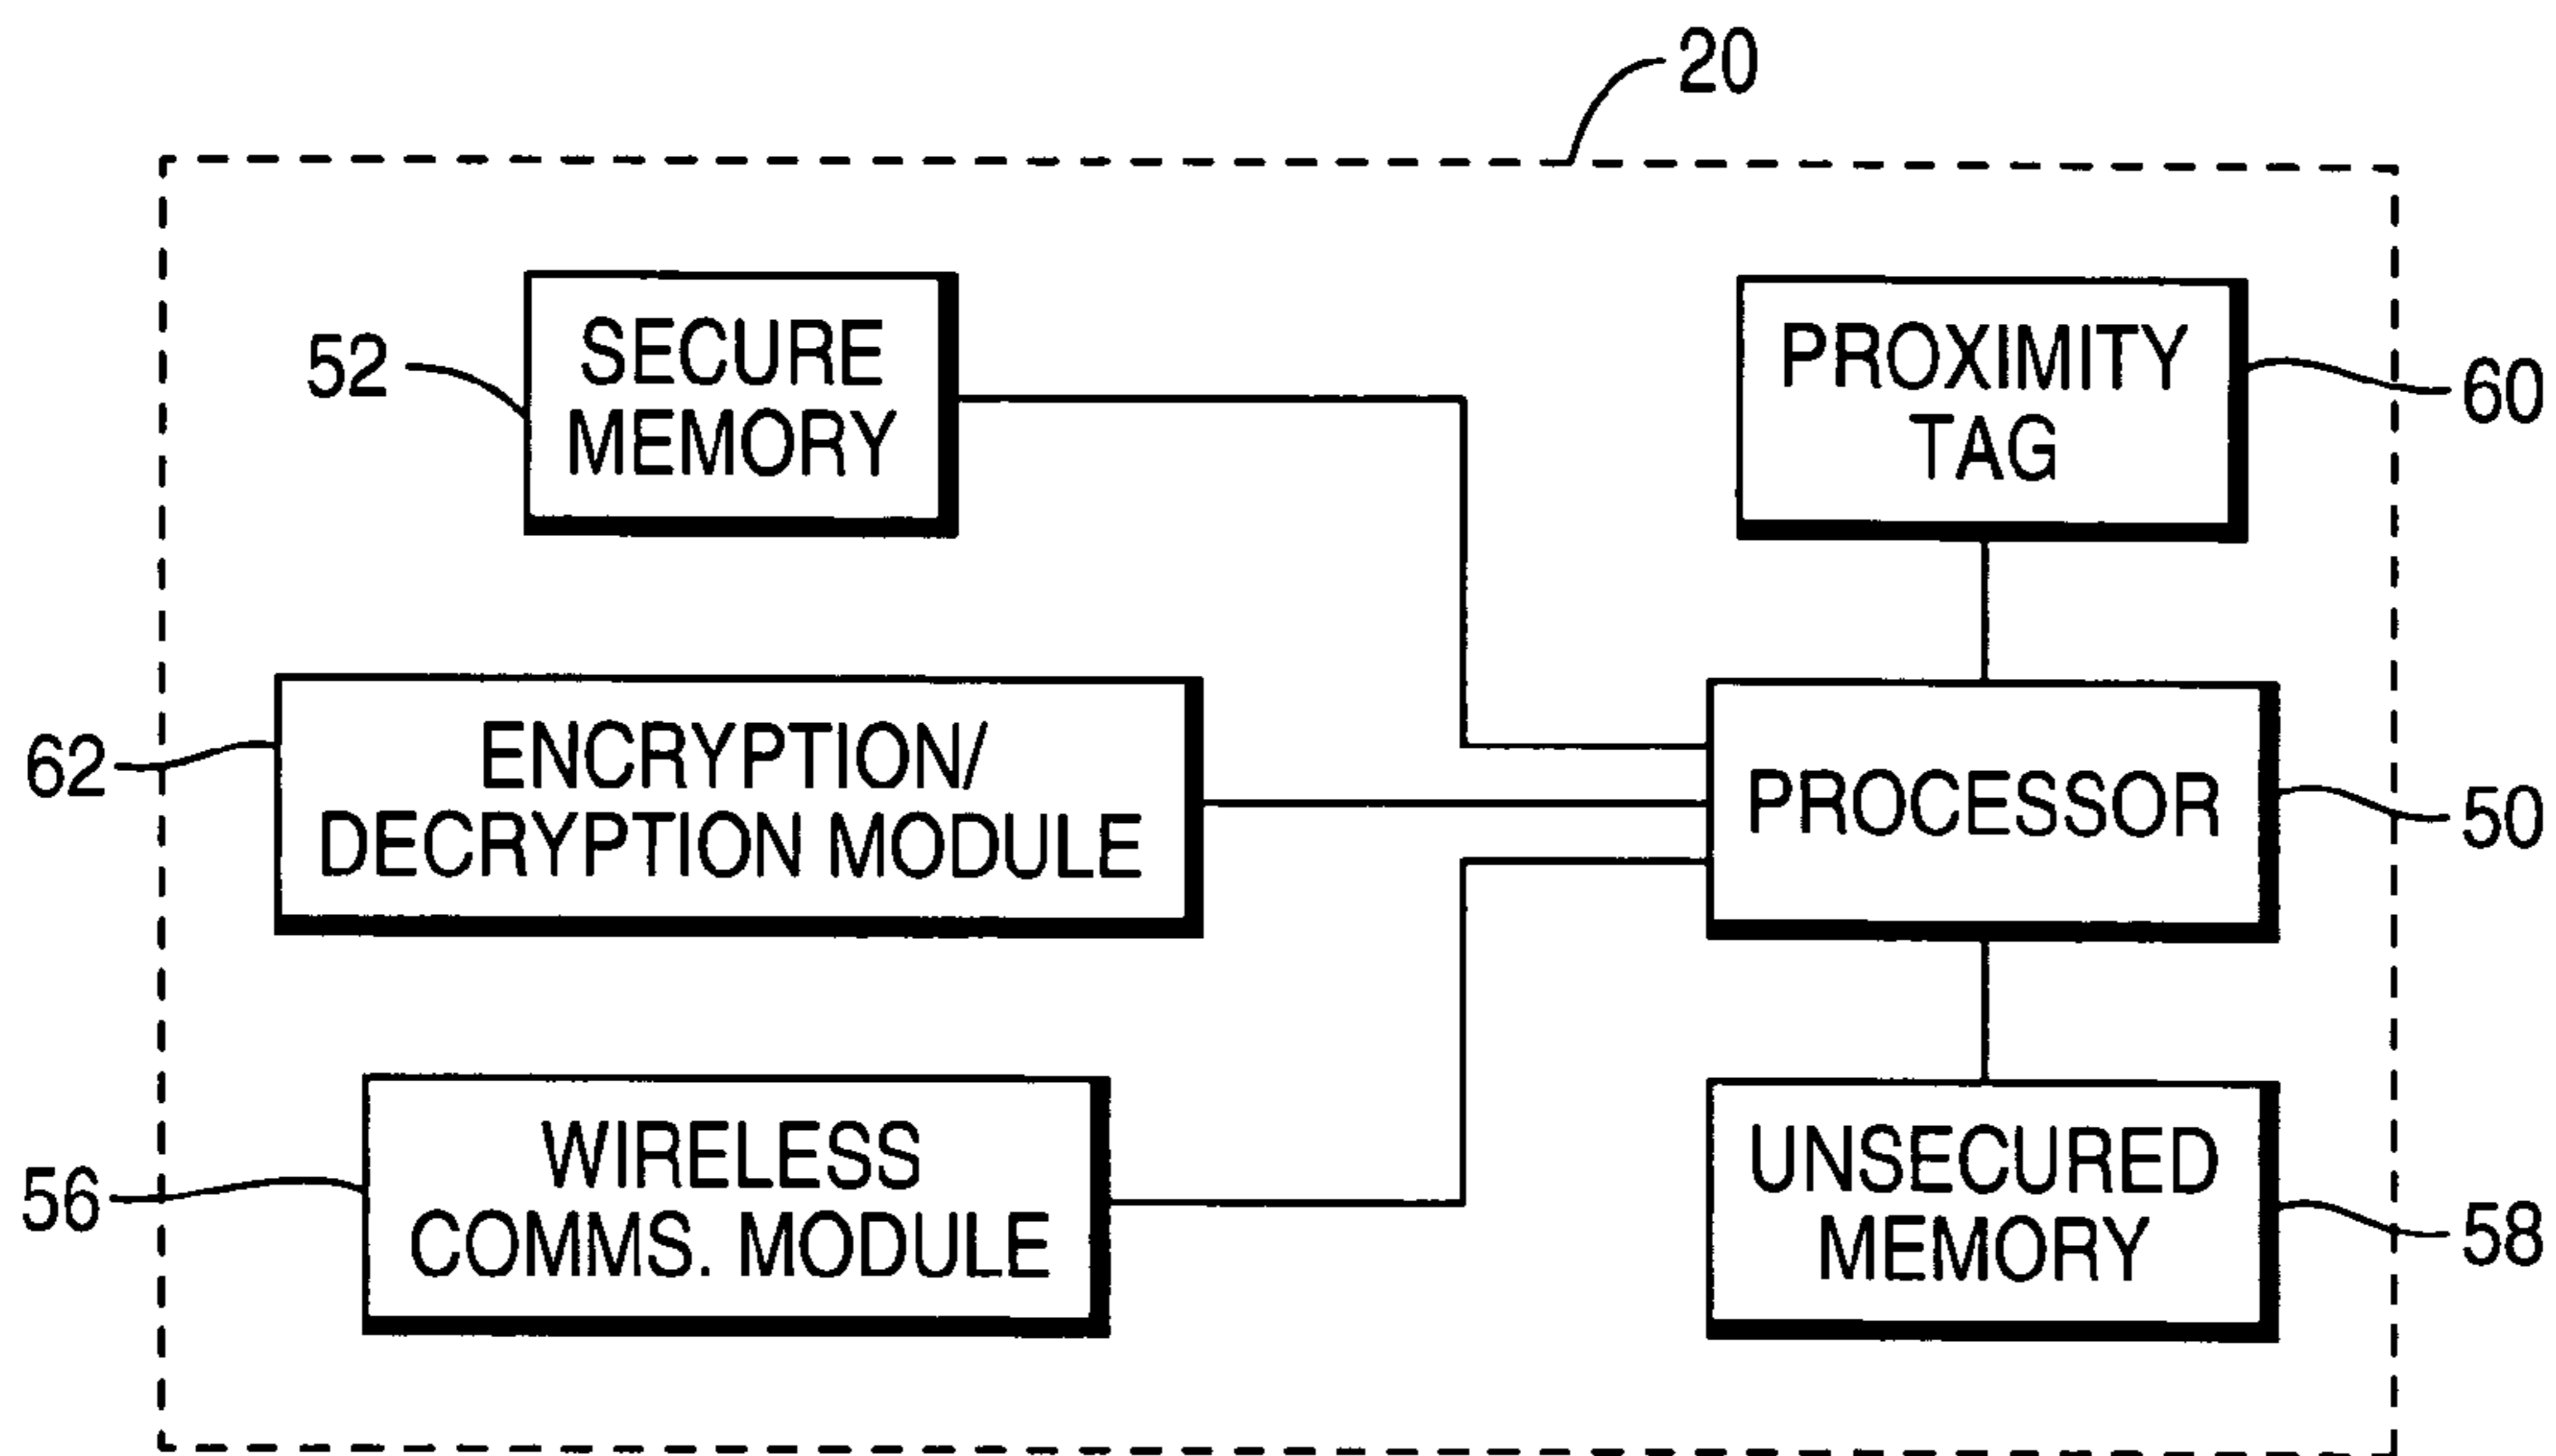 20
SECURE
MEMORY
52
PROXIMITY
TAG
60
ENCRYPTION/
DECRYPTION MODULE
62
PROCESSOR
50
WIRELESS
COMMS. MODULE
56
UNSECURED
MEMORY
58